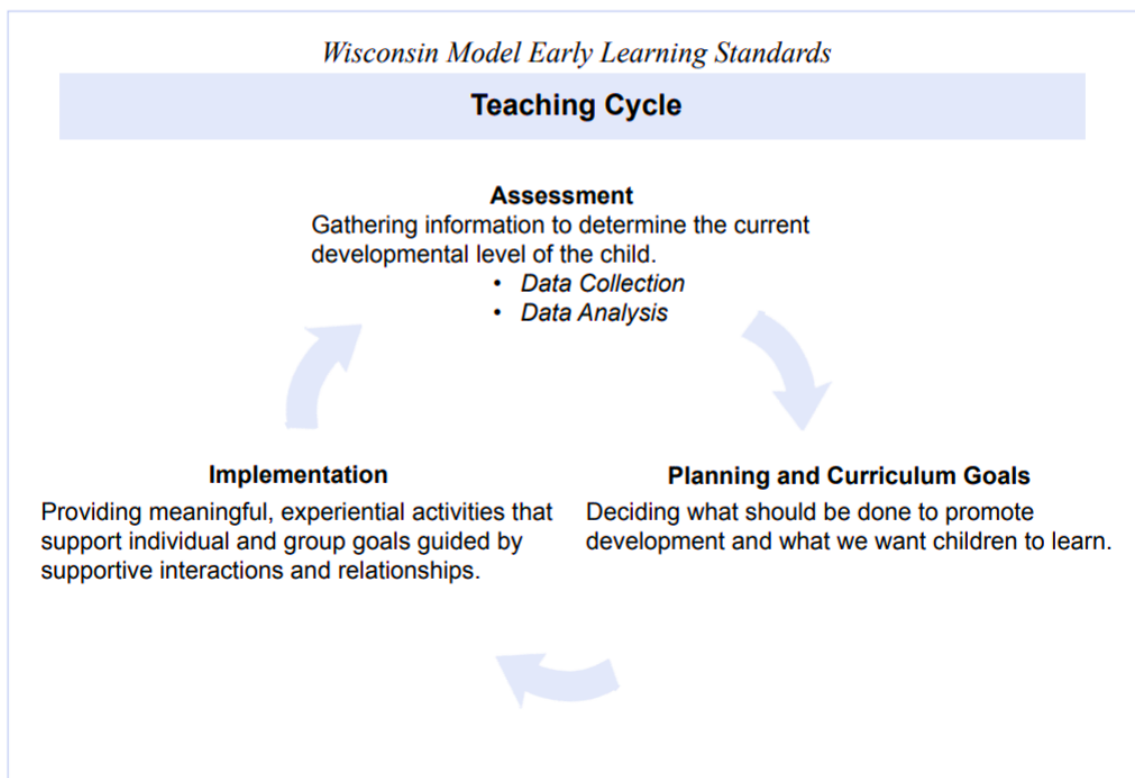 Wisconsin Model Early Learning Standards
Teaching Cycle
Assessment
Gathering information to determine the current
developmental level of the child.
• Data Collection
• Data Analysis
Implementation
Providing meaningful, experiential activities that
support individual and group goals guided by
supportive interactions and relationships.
Planning and Curriculum Goals
Deciding what should be done to promote
development and what we want children to learn.